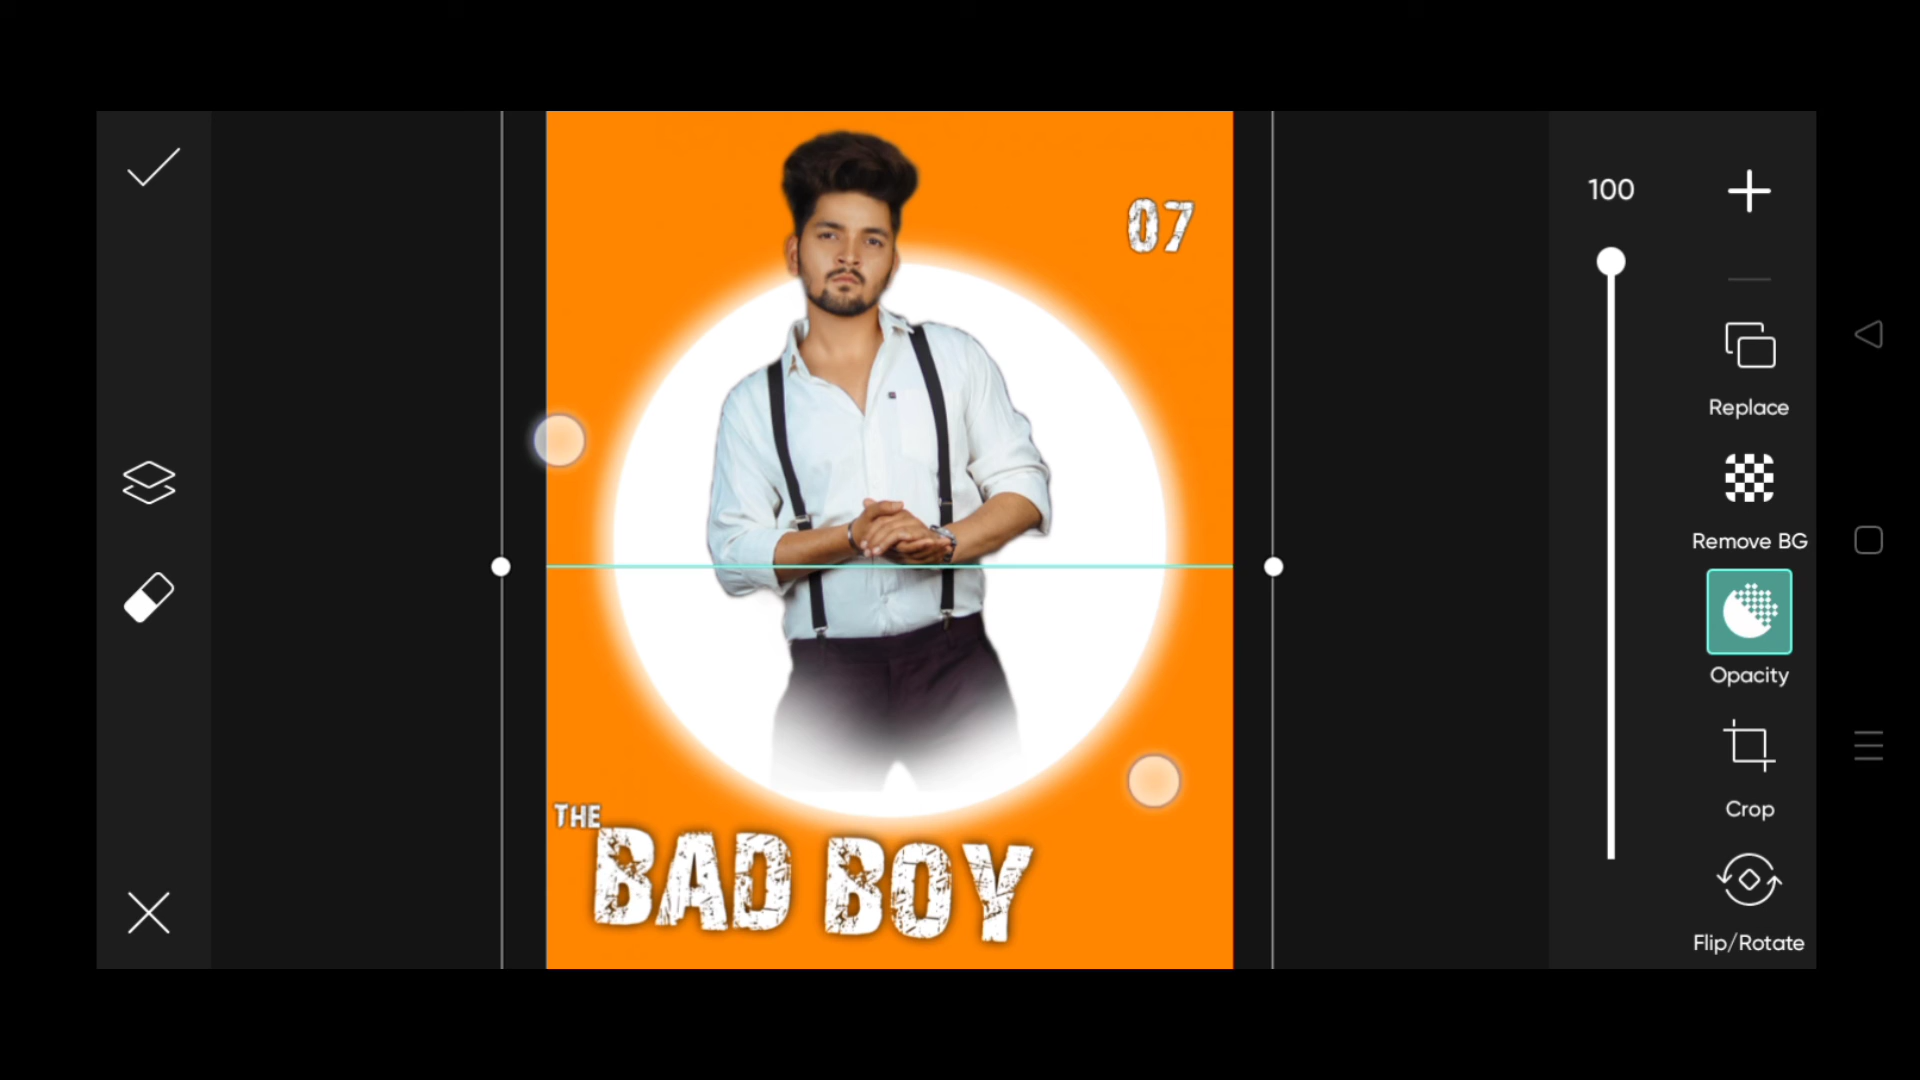 100
07
Replace
Remove BG
Opacity
THE
Crop
BAD BOY
Flip/Rotate